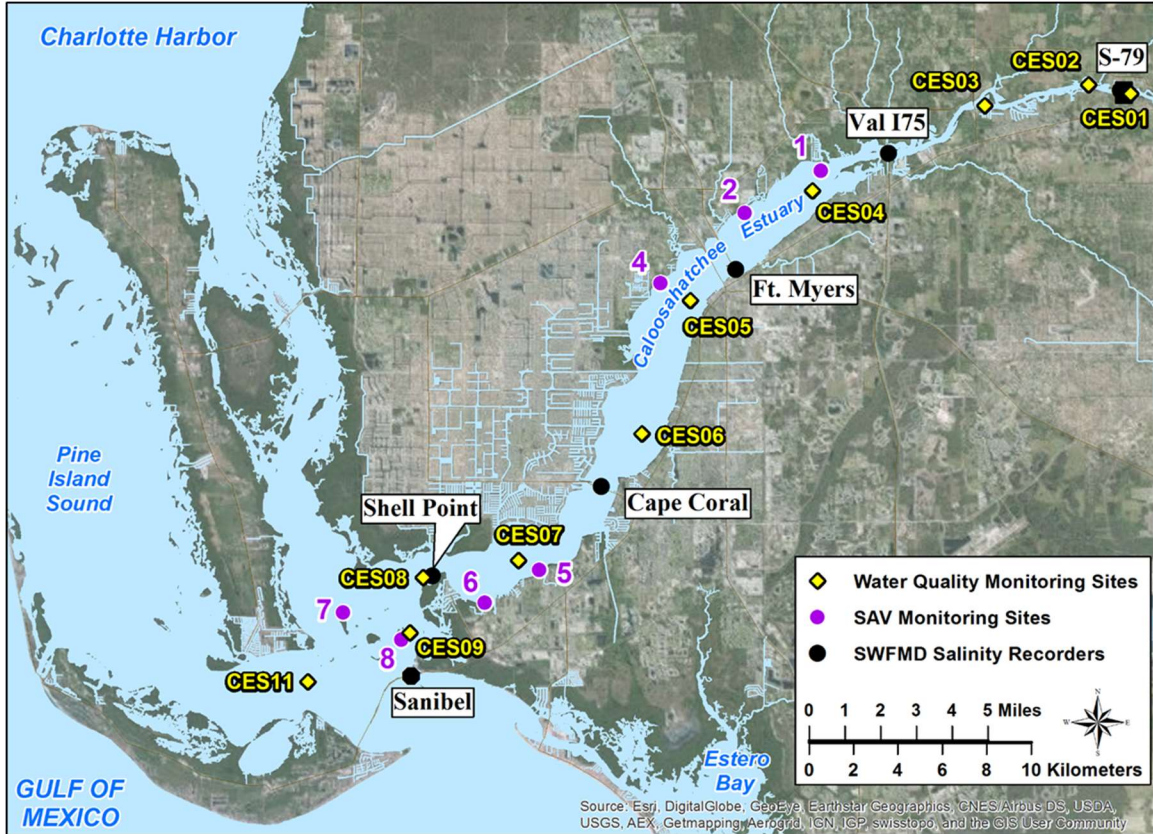 Charlotte Harbor
S-79
CES02
CES03
CES01
Val I75
1
2
CES04
Estuary
4
Caloosahatchee
Ft. Myers
CES05
CES06
Pine
Island
Sound
Shell Point
Cape Coral
CES07
CES08
5
6
7
CES09
8
CES11
Sanibel
Estero
Bay
GULF OF
MEXICO
Water Quality Monitoring Sites
SAV Monitoring Sites
SWFMD Salinity Recorders
0 1 2 3 4 5 Miles
0 2 4 6 8 10 Kilometers
N
W E
S
Source: Esri, DigitalGlobe, GeoEye, Earthstar Geographics, CNES/Airbus DS, USDA,
USGS, AEX, Getmapping, Aerogrid, IGN, IGP, swisstopo, and the GIS User Community